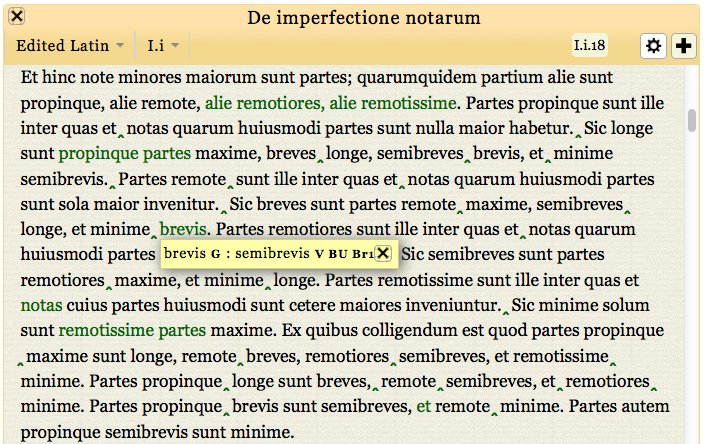 De imperfectione notarum
Edited Latin I.i I.i.18
Et hinc note minores maiorum sunt partes; quarumquidem partium alie sunt
propinque, alie remote, alie remotiores, alie remotissime. Partes propinque sunt ille
inter quas et‸notas quarum huiusmodi partes sunt nulla maior habetur.‸Sic longe
sunt propinque partes maxime, breves‸longe, semibreves‸brevis, et‸minime
semibrevis.‸Partes remote‸sunt ille inter quas et‸notas quarum huiusmodi partes
sunt sola maior invenitur.‸Sic breves sunt partes remote‸maxime, semibreves‸
longe, et minime‸brevis. Partes remotiores sunt ille inter quas et‸notas quarum
huiusmodi partes brevis G : semibrevis V BU Br1 Sic semibreves sunt partes
remotiores‸maxime, et minime‸longe. Partes remotissime sunt ille inter quas et
notas cuius partes huiusmodi sunt cetere maiores inveniuntur.‸Sic minime solum
sunt remotissime partes maxime. Ex quibus colligendum est quod partes propinque
‸maxime sunt longe, remote‸breves, remotiores‸semibreves, et remotissime‸
minime. Partes propinque‸longe sunt breves,‸remote‸semibreves, et‸remotiores‸
minime. Partes propinque‸brevis sunt semibreves, et remote‸minime. Partes autem
propinque semibrevis sunt minime.